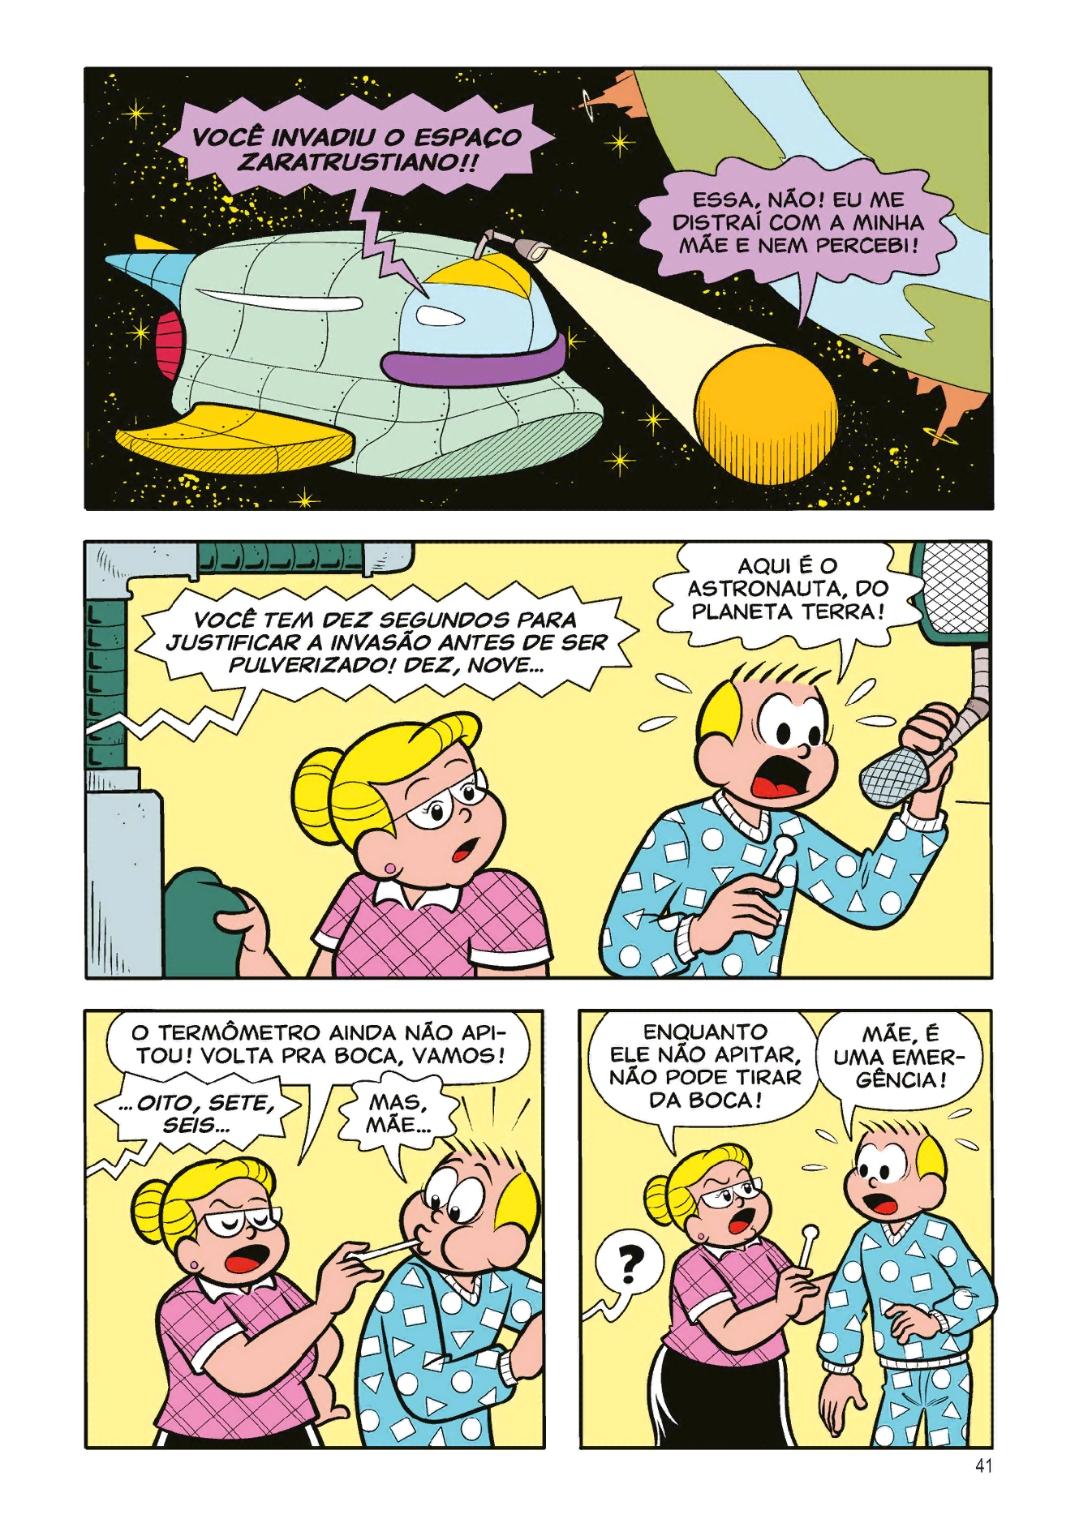 VOCÊ INVADIU O ESPAÇO
ZARATRUSTIANO!!
ESSA, NÃO! EU ME
DISTRAÍ COM A MINHA
MÃE E NEM PERCEBI!
VOCÊ TEM DEZ SEGUNDOS PARA
JUSTIFICAR A INVASÃO ANTES DE SER
PULVERIZADO! DEZ, NOVE...
AQUI É O
ASTRONAUTA, DO
PLANETA TERRA!
O TERMÔMETRO AINDA NÃO API-
TOU! VOLTA PRA BOCA, VAMOS!
...OITO, SETE,
SEIS...
MAS,
MÃE...
ENQUANTO
ELE NÃO APITAR,
NÃO PODE TIRAR
DA BOCA!
MÃE, É
UMA EMER-
GÊNCIA!
?
41